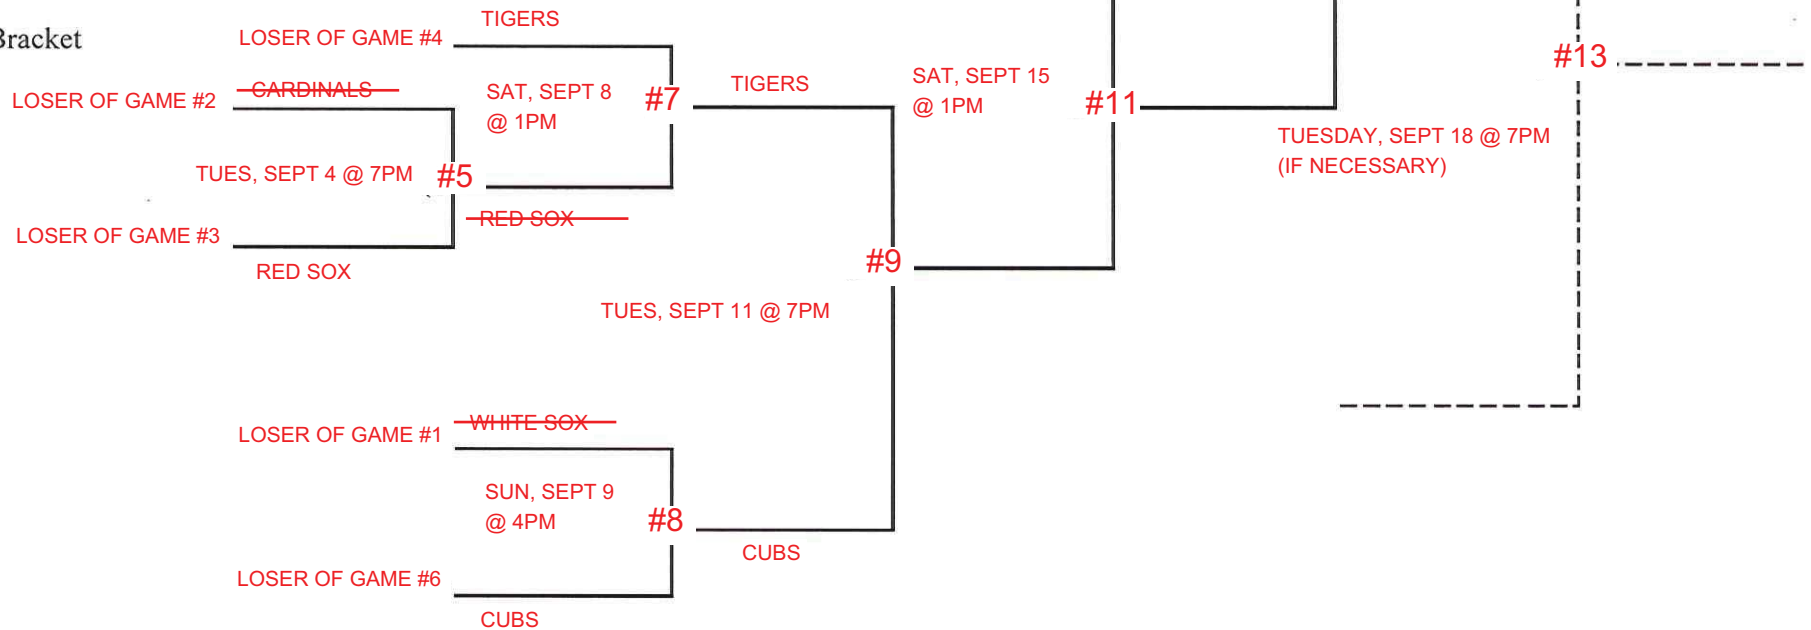 TIGERS
Bracket
LOSER OF GAME #4
CARDINALS
LOSER OF GAME #2
SAT, SEPT 8
@ 1PM
#7
TIGERS
SAT, SEPT 15
@ 1PM
#11
#13
TUESDAY, SEPT 18 @ 7PM
(IF NECESSARY)
TUES, SEPT 4 @ 7PM
#5
RED SOX
LOSER OF GAME #3
RED SOX
#9
TUES, SEPT 11 @ 7PM
WHITE SOX
LOSER OF GAME #1
SUN, SEPT 9
@ 4PM
#8
CUBS
LOSER OF GAME #6
CUBS